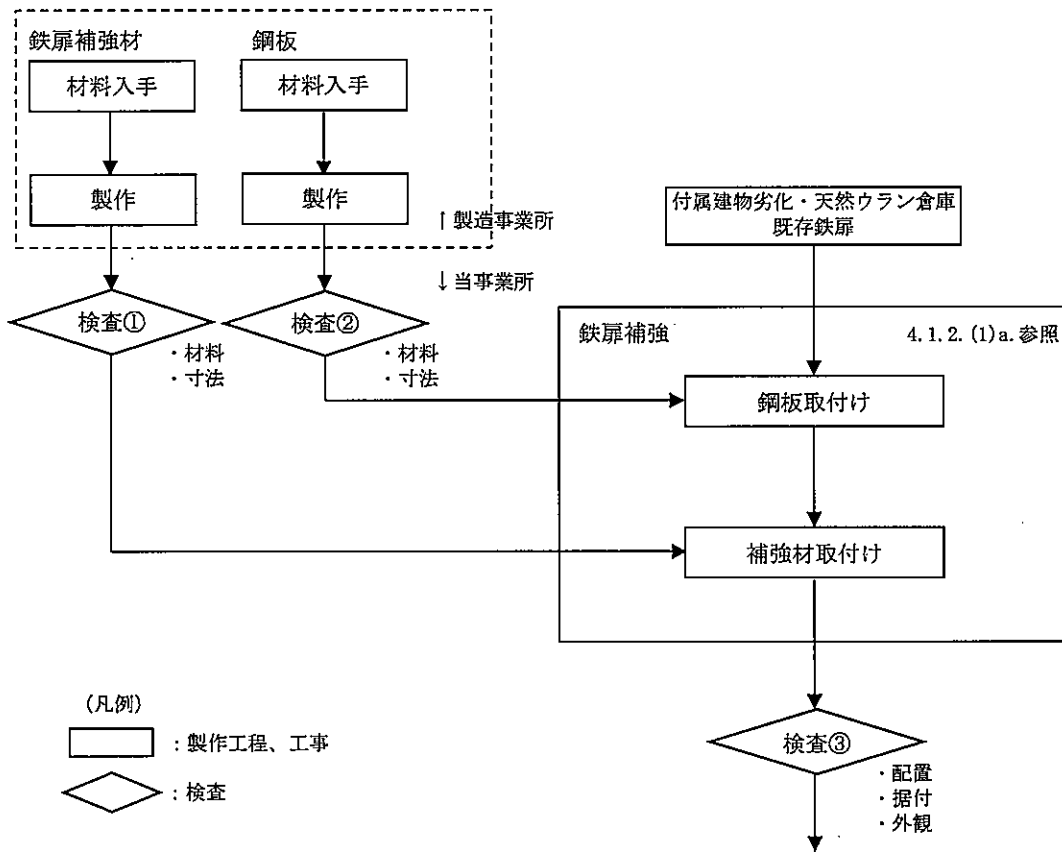 鉄扉補強材
鋼板
材料入手
材料入手
製作
製作
↑製造事業所
↓当事業所
検査①
・材料
・寸法
検査②
・材料
・寸法
付属建物劣化・天然ウラン倉庫
既存鉄扉
鉄扉補強
4.1.2.(1)a.参照
鋼板取付け
補強材取付け
検査③
・配置
・据付
・外観
(凡例)
：製作工程、工事
：検査